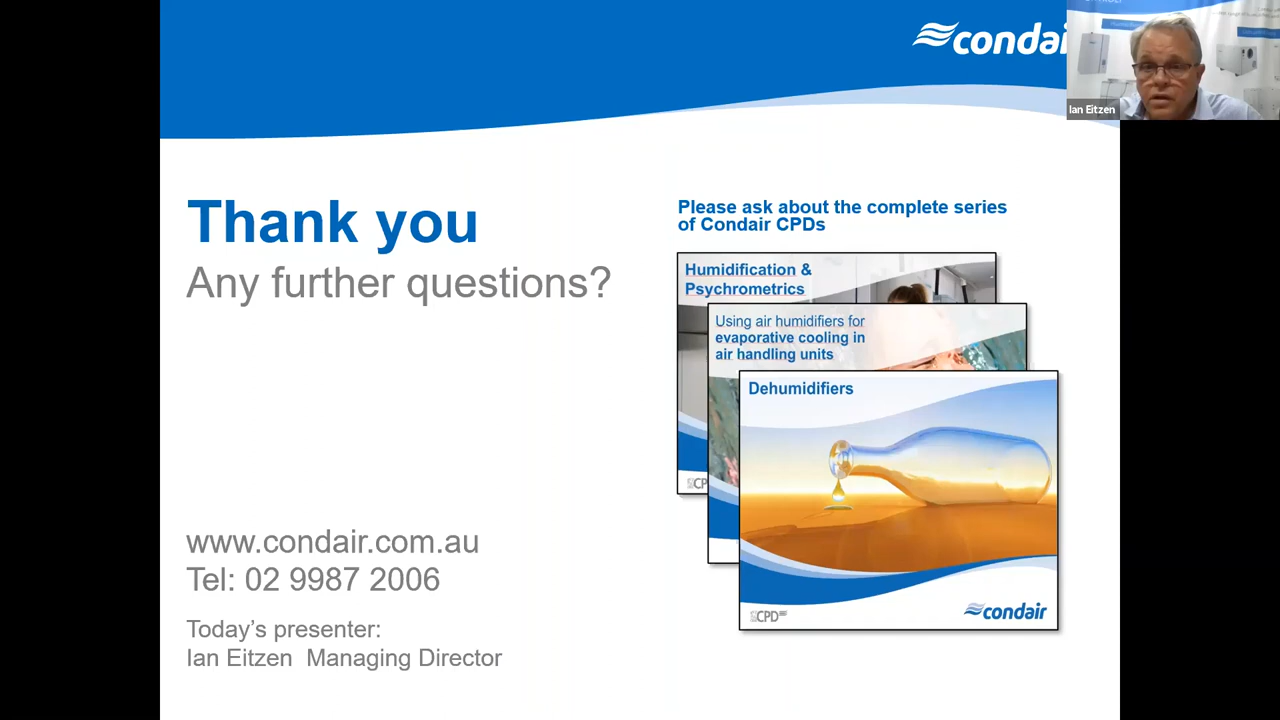 condai
Ian Eitzen
Thank you
Any further questions?
Please ask about the complete series
of Condair CPDs
Humidification &
Psychrometrics
Using air humidifiers for
evaporative cooling in
air handling units
Dehumidifiers
CP
CPD
condair
www.condair.com.au
Tel: 02 9987 2006
Today's presenter:
Ian Eitzen Managing Director